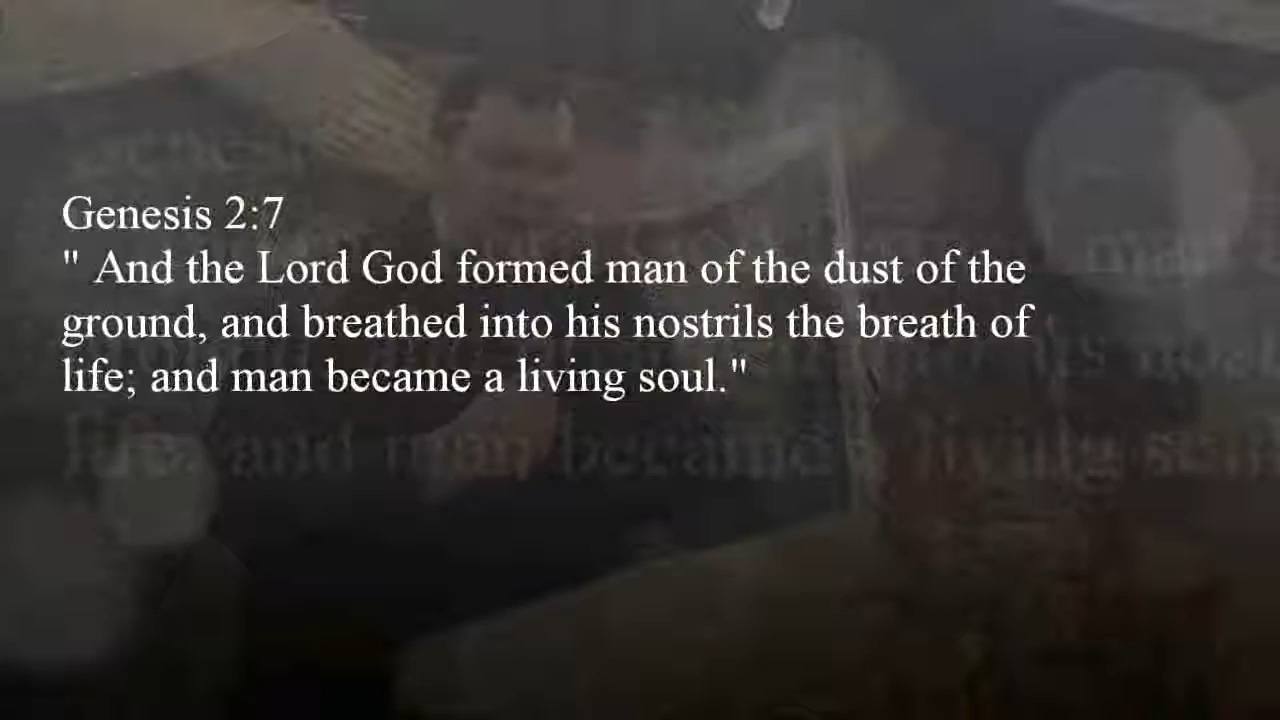 Genesis 2:7
" And the Lord God formed man of the dust of the
ground, and breathed into his nostrils the breath of
life; and man became a living soul."